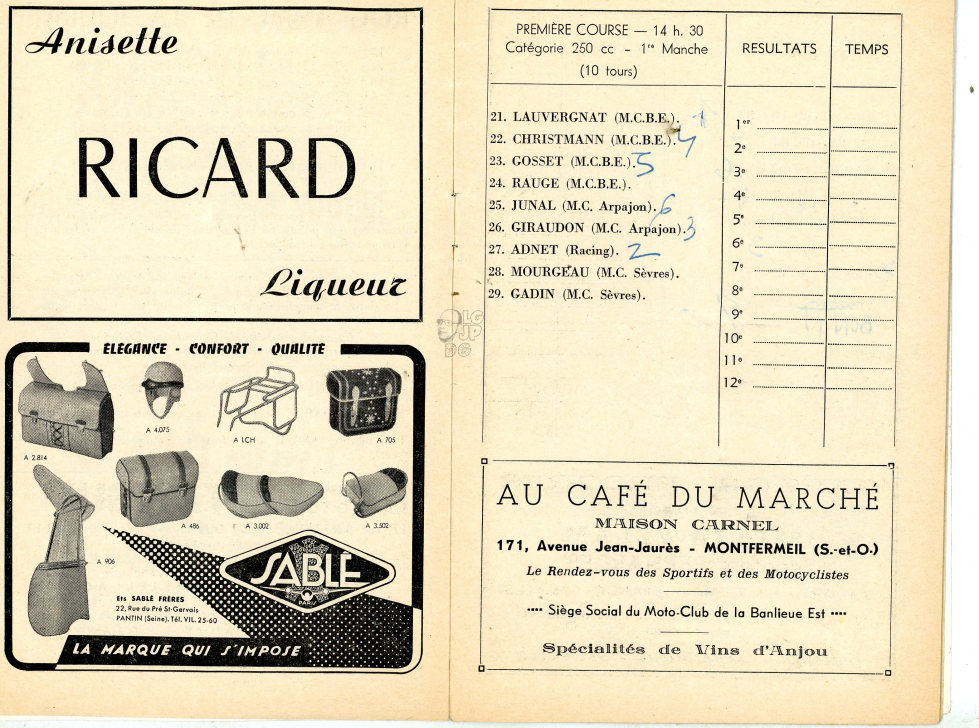 Anisette
RICARD
Liqueur
ÉLÉGANCE - CONFORT - QUALITÉ
A 2.814
A 4.075
A I.CH
A 705
A 906
A 486
A 3.002
A 3.502
SABLÉ
PARIS
Ets SABLÉ FRÈRES
22, Rue du Pré St-Gervais
PANTIN (Seine), Tél. VIL. 25-60
LA MARQUE QUI S'IMPOSE
PREMIÈRE COURSE — 14 h. 30
Catégorie 250 cc - 1re Manche
(10 tours)
RESULTATS
TEMPS
21. LAUVERGNAT (M.C.B.E.). 1
22. CHRISTMANN (M.C.B.E.). 4
23. GOSSET (M.C.B.E.). 5
24. RAUGE (M.C.B.E.).
25. JUNAL (M.C. Arpajon). 6
26. GIRAUDON (M.C. Arpajon). 3
27. ADNET (Racing). 2
28. MOURGEAU (M.C. Sèvres).
29. GADIN (M.C. Sèvres).
1er
2e
3e
4e
5e
6e
7e
8e
9e
10e
11e
12e
LG
JP
DG
AU CAFÉ DU MARCHÉ
MAISON CARNEL
171, Avenue Jean-Jaurès - MONTFERMEIL (S.-et-O.)
Le Rendez-vous des Sportifs et des Motocyclistes
Siège Social du Moto-Club de la Banlieue Est
Spécialités de Vins d'Anjou